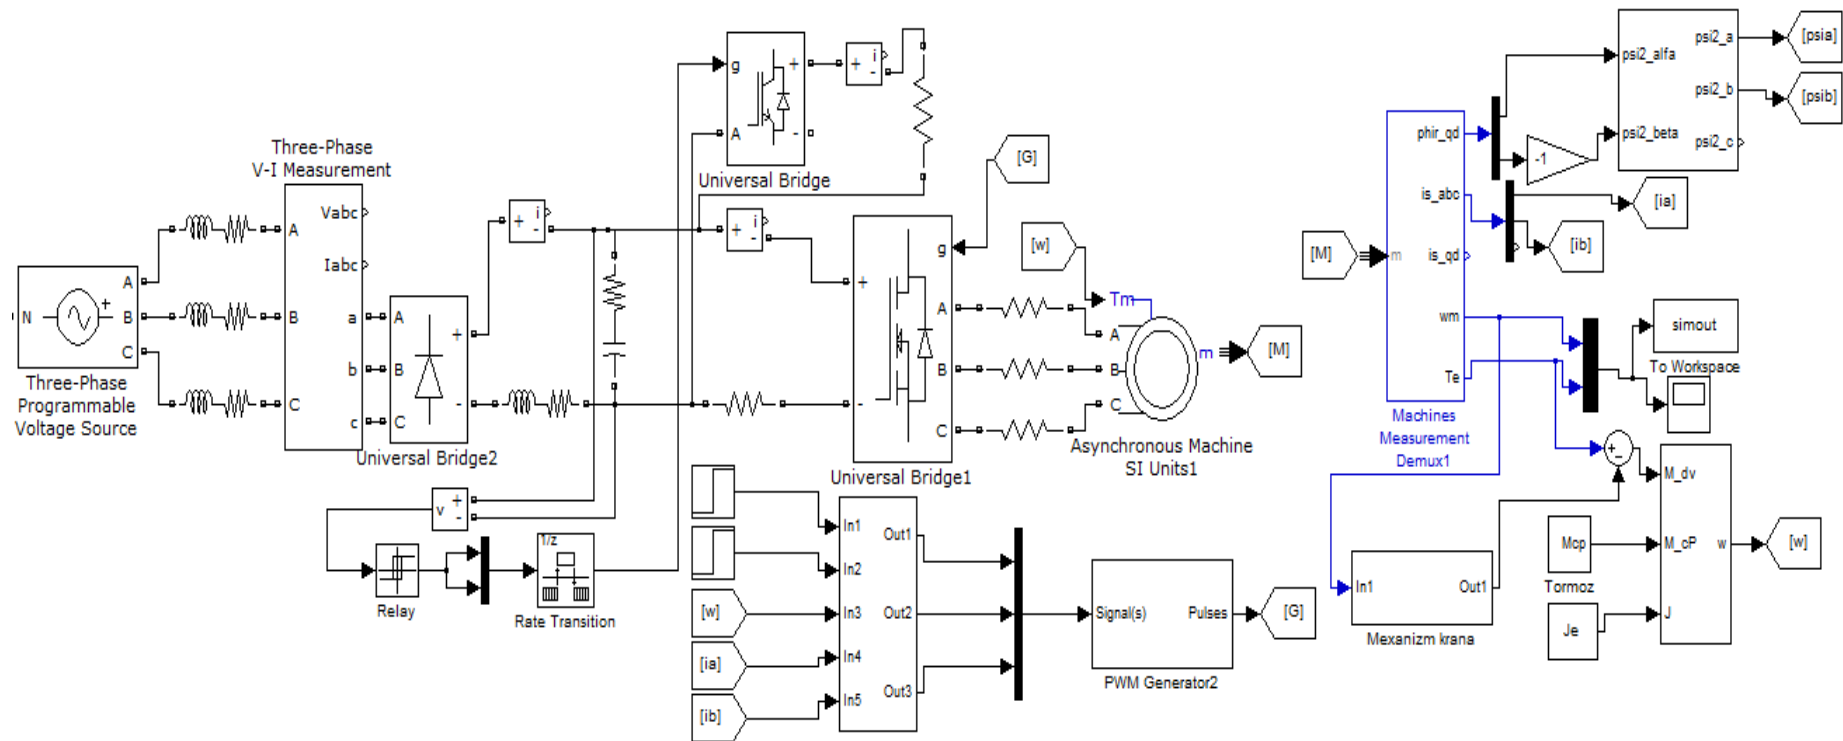 Three-Phase
Programmable
Voltage Source
N
+
A
B
C
Three-Phase
V-I Measurement
A
B
C
Vabc
Iabc
a
b
c
A
B
C
+
-
Universal Bridge2
+
i
-
g
A
+
-
Universal Bridge
+
i
-
+
i
-
[G]
g
+
-
A
B
C
Universal Bridge1
[w]
Tm
A
B
C
m
[M]
Asynchronous Machine
SI Units1
v
+
-
Relay
1/z
Rate Transition
[w]
[ia]
[ib]
In1
In2
In3
In4
In5
Out1
Out2
Out3
Signal(s)
Pulses
PWM Generator2
[G]
[M]
m
phir_qd
is_abc
is_qd
wm
Te
Machines
Measurement
Demux1
-1
psi2_alfa
psi2_beta
psi2_a
psi2_b
psi2_c
[psia]
[psib]
[ia]
[ib]
simout
To Workspace
+
-
In1
Out1
Mexanizm krana
Mcp
Tormoz
Je
M_dv
M_cP
J
w
[w]